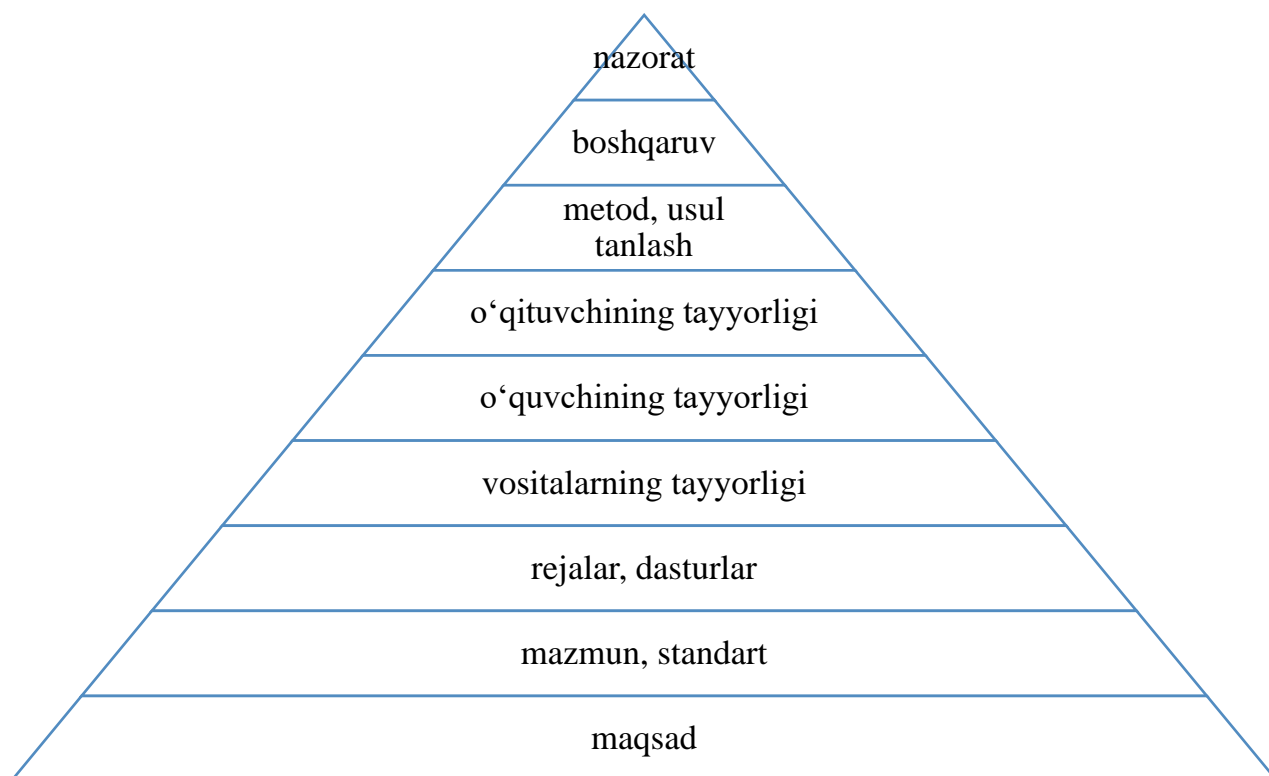 nazorat
boshqaruv
metod, usul
tanlash
o‘qituvchining tayyorligi
o‘quvchining tayyorligi
vositalarning tayyorligi
rejalar, dasturlar
mazmun, standart
maqsad